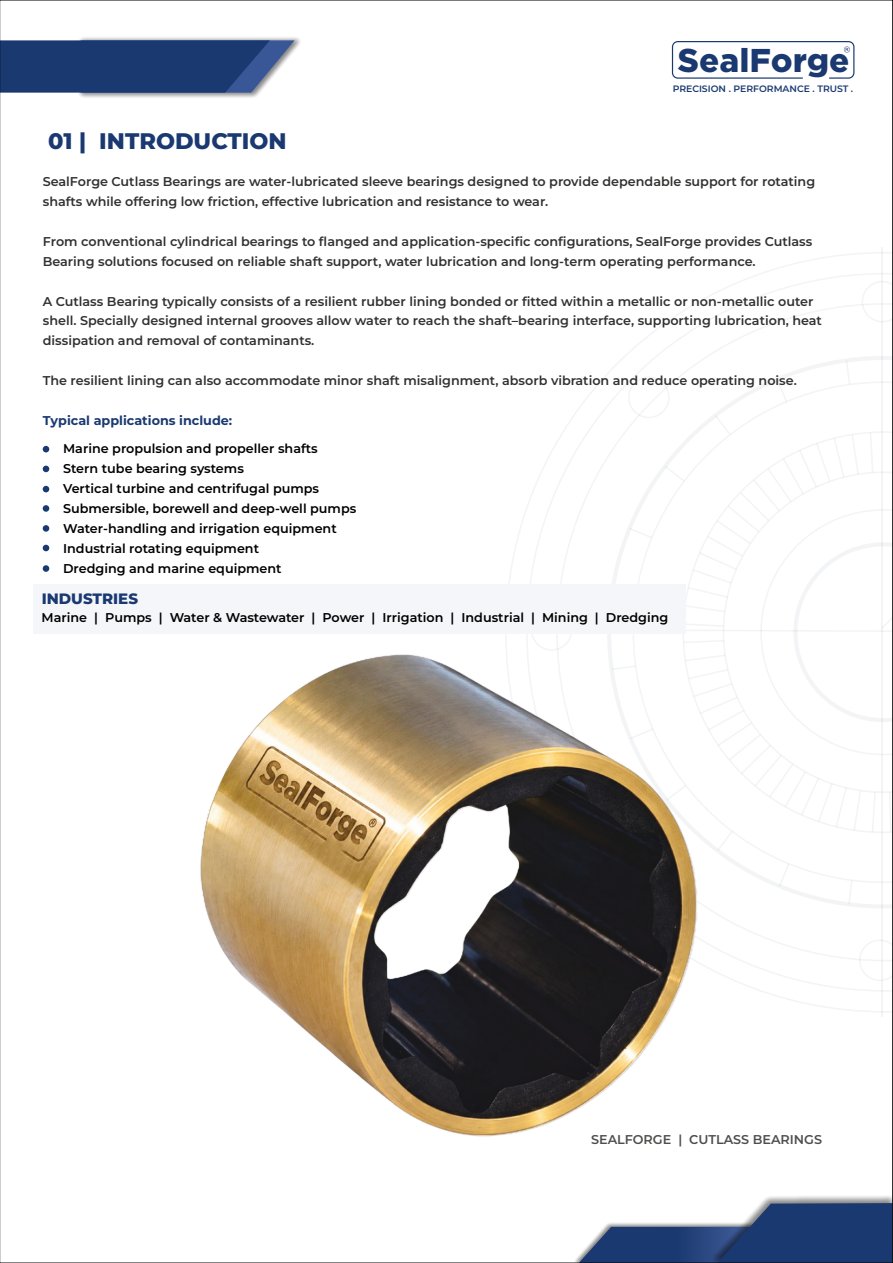 SealForge®
PRECISION . PERFORMANCE . TRUST .
01 | INTRODUCTION
SealForge Cutlass Bearings are water-lubricated sleeve bearings designed to provide dependable support for rotating
shafts while offering low friction, effective lubrication and resistance to wear.
From conventional cylindrical bearings to flanged and application-specific configurations, SealForge provides Cutlass
Bearing solutions focused on reliable shaft support, water lubrication and long-term operating performance.
A Cutlass Bearing typically consists of a resilient rubber lining bonded or fitted within a metallic or non-metallic outer
shell. Specially designed internal grooves allow water to reach the shaft–bearing interface, supporting lubrication, heat
dissipation and removal of contaminants.
The resilient lining can also accommodate minor shaft misalignment, absorb vibration and reduce operating noise.
Typical applications include:
● Marine propulsion and propeller shafts
● Stern tube bearing systems
● Vertical turbine and centrifugal pumps
● Submersible, borewell and deep-well pumps
● Water-handling and irrigation equipment
● Industrial rotating equipment
● Dredging and marine equipment
INDUSTRIES
Marine | Pumps | Water & Wastewater | Power | Irrigation | Industrial | Mining | Dredging
SealForge®
SEALFORGE | CUTLASS BEARINGS